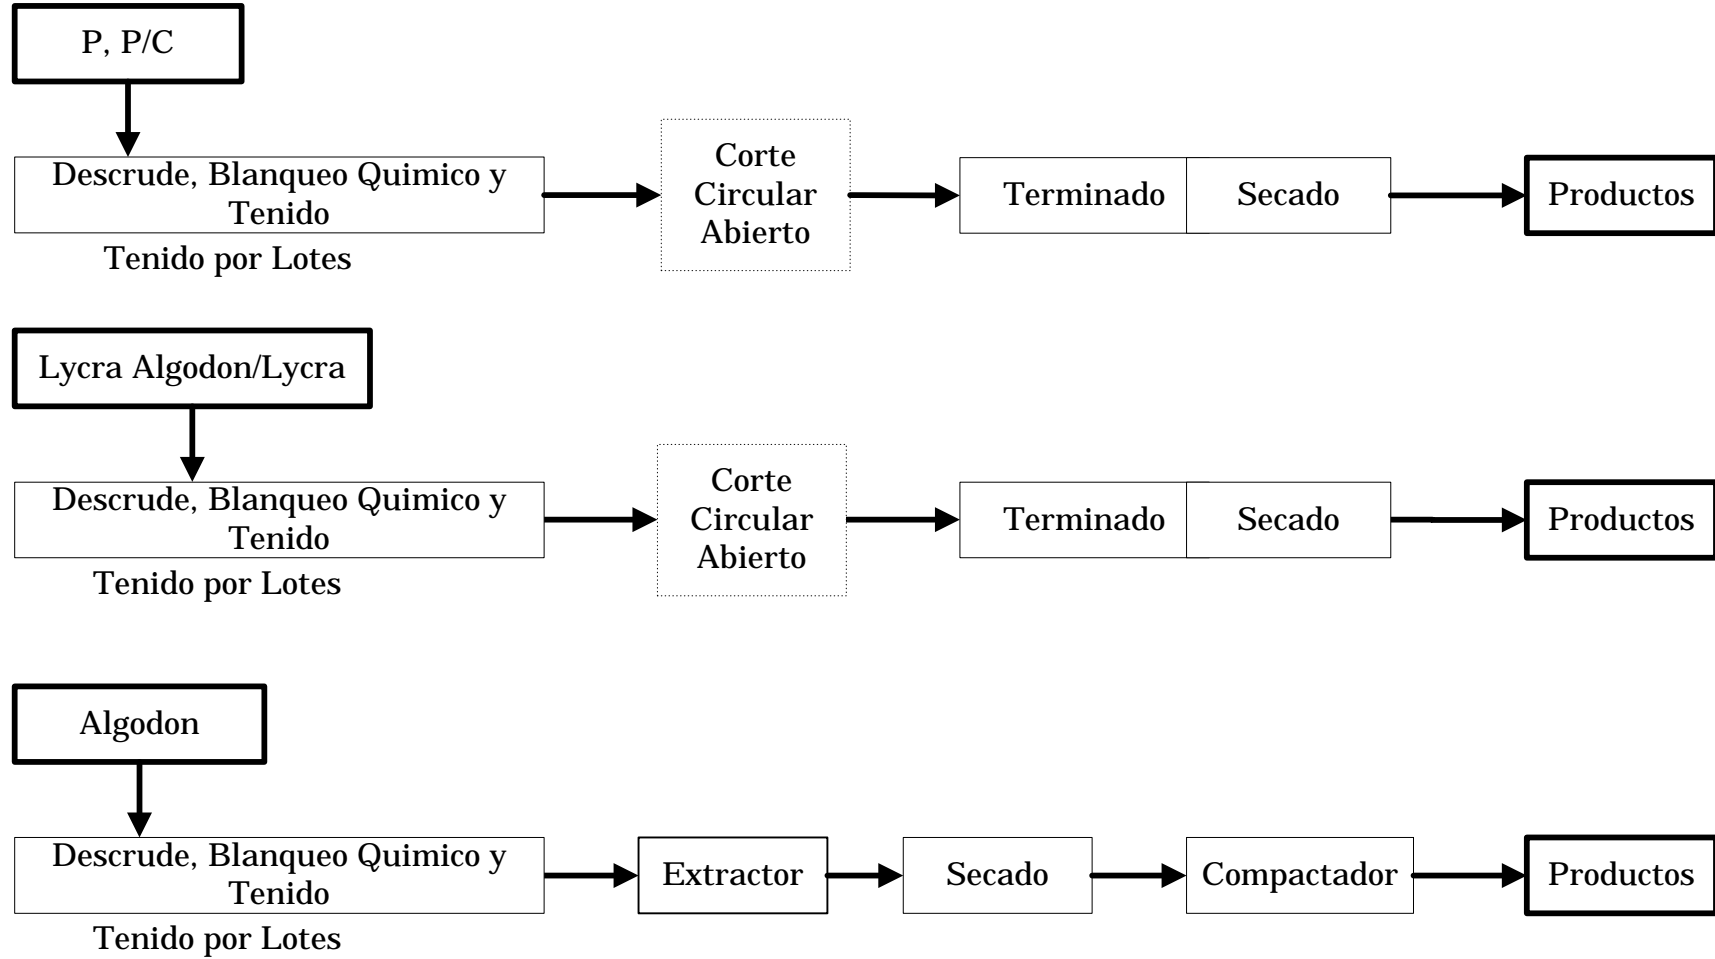 P, P/C
Descrude, Blanqueo Quimico y
Tenido
Tenido por Lotes
Corte
Circular
Abierto
Terminado
Secado
Productos
Lycra Algodon/Lycra
Descrude, Blanqueo Quimico y
Tenido
Tenido por Lotes
Corte
Circular
Abierto
Terminado
Secado
Productos
Algodon
Descrude, Blanqueo Quimico y
Tenido
Tenido por Lotes
Extractor
Secado
Compactador
Productos